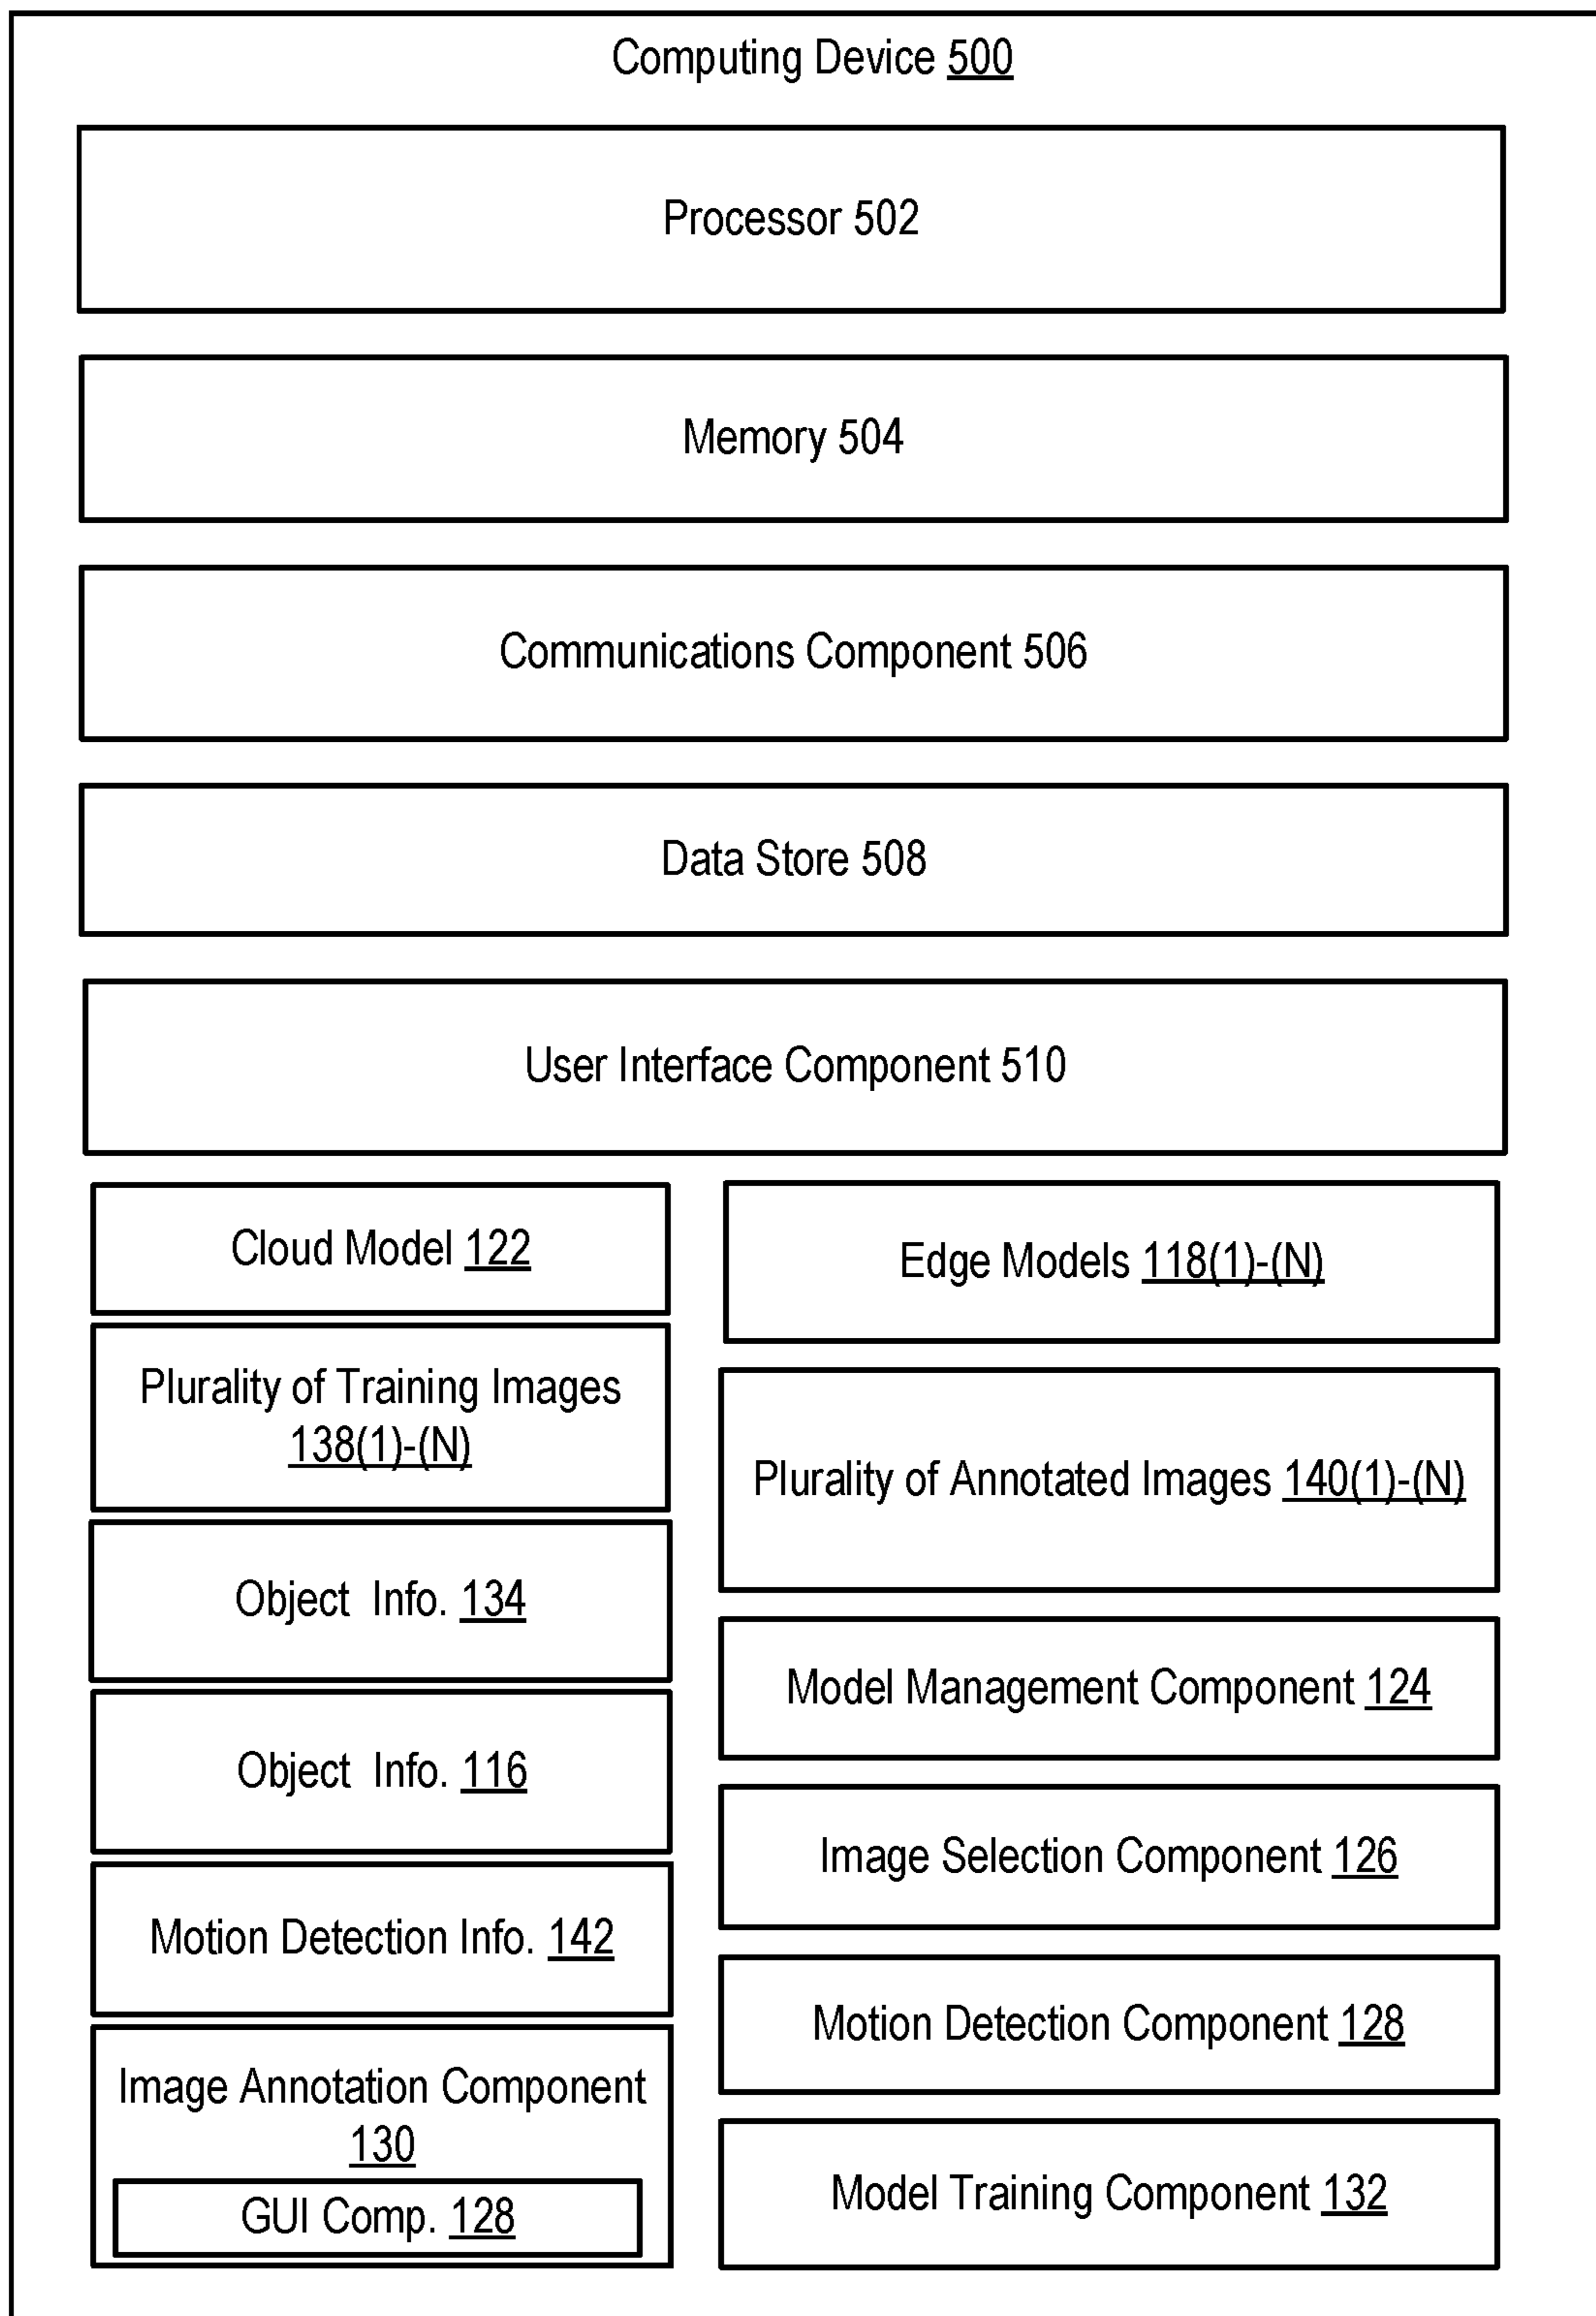 Computing Device 500
Processor 502
Memory 504
Communications Component 506
Data Store 508
User Interface Component 510
Cloud Model 122
Plurality of Training Images
138(1)-(N)
Object Info. 134
Object Info. 116
Motion Detection Info. 142
Image Annotation Component
130
GUI Comp. 128
Edge Models 118(1)-(N)
Plurality of Annotated Images 140(1)-(N)
Model Management Component 124
Image Selection Component 126
Motion Detection Component 128
Model Training Component 132